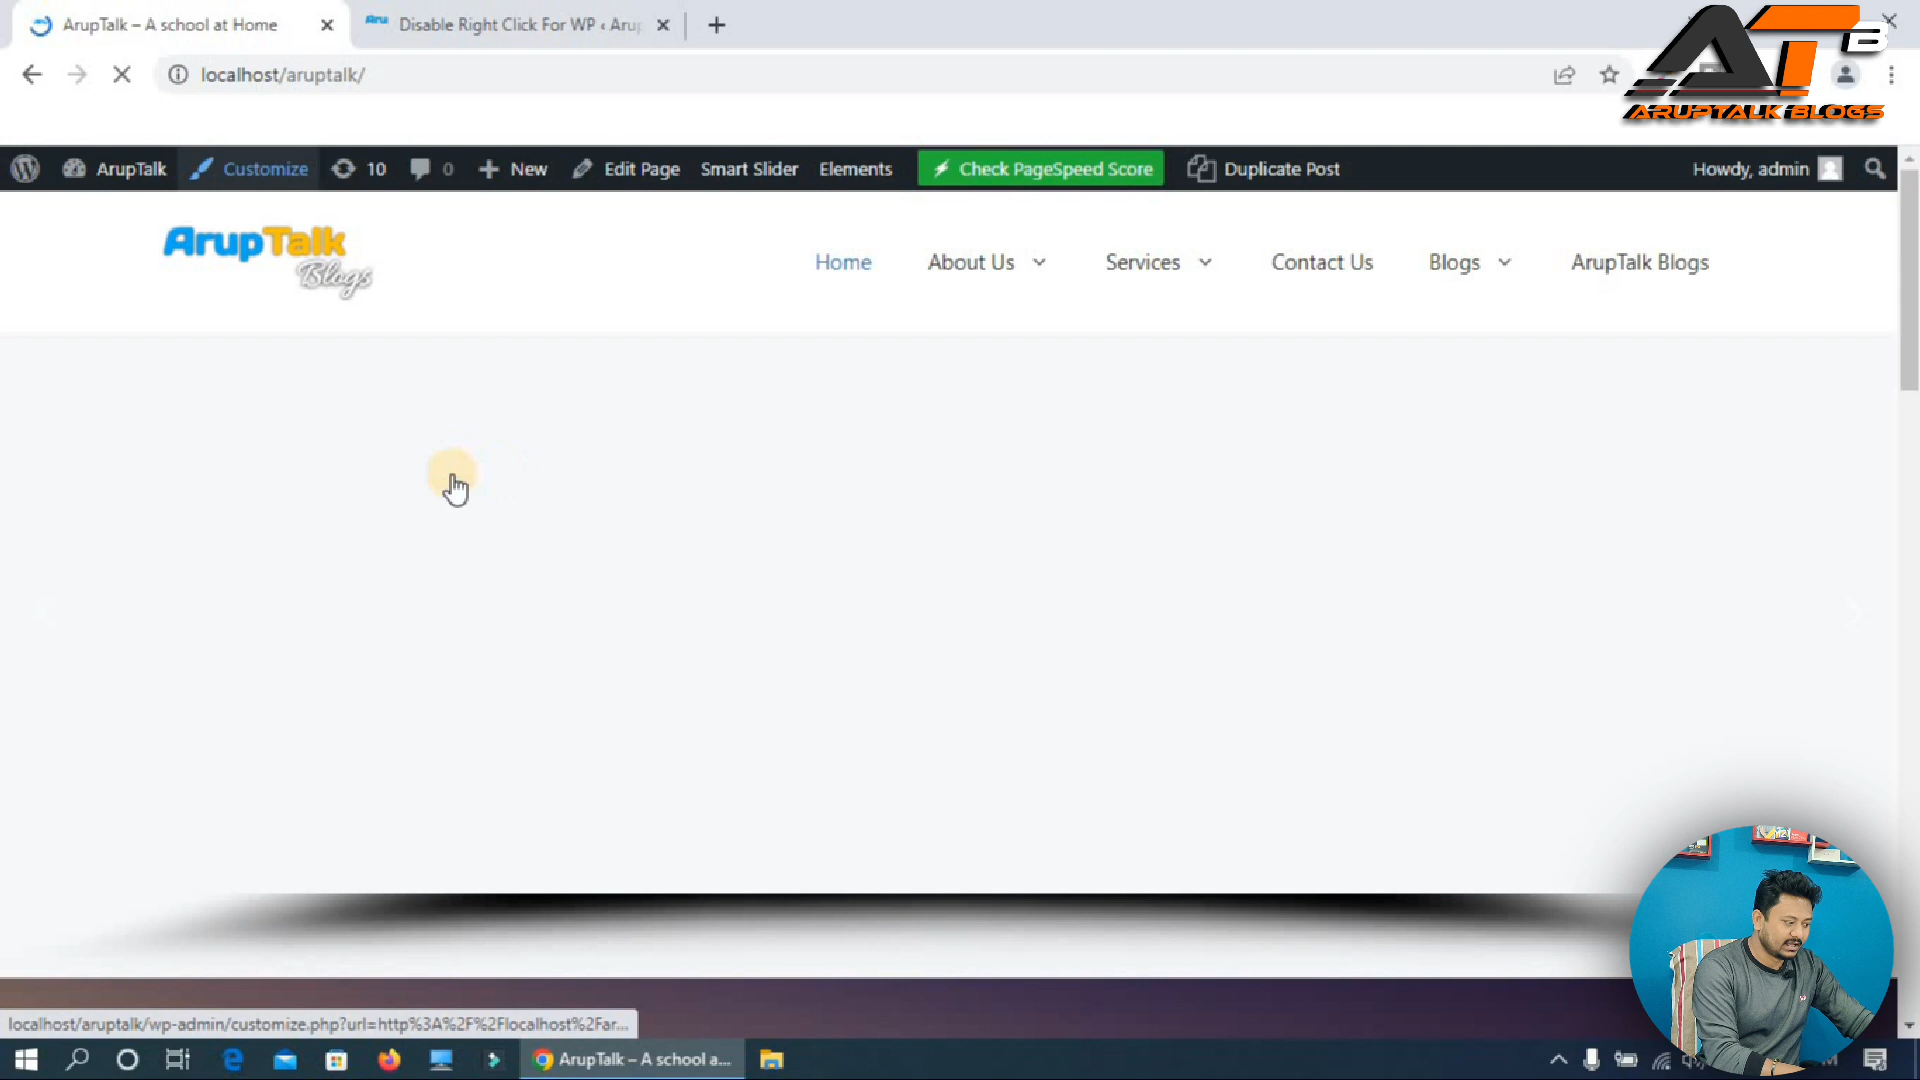 ArupTalk – A school at Home
Disable Right Click For WP ‹ Aru
ATB
ARUPTALK BLOGS
localhost/aruptalk/
ArupTalk
Customize
10
0
New
Edit Page
Smart Slider
Elements
Check PageSpeed Score
Duplicate Post
Howdy, admin
ArupTalk
Blogs
Home
About Us
Services
Contact Us
Blogs
ArupTalk Blogs
localhost/aruptalk/wp-admin/customize.php?url=http%3A%2F%2Flocalhost%2Far...
ArupTalk – A school a...